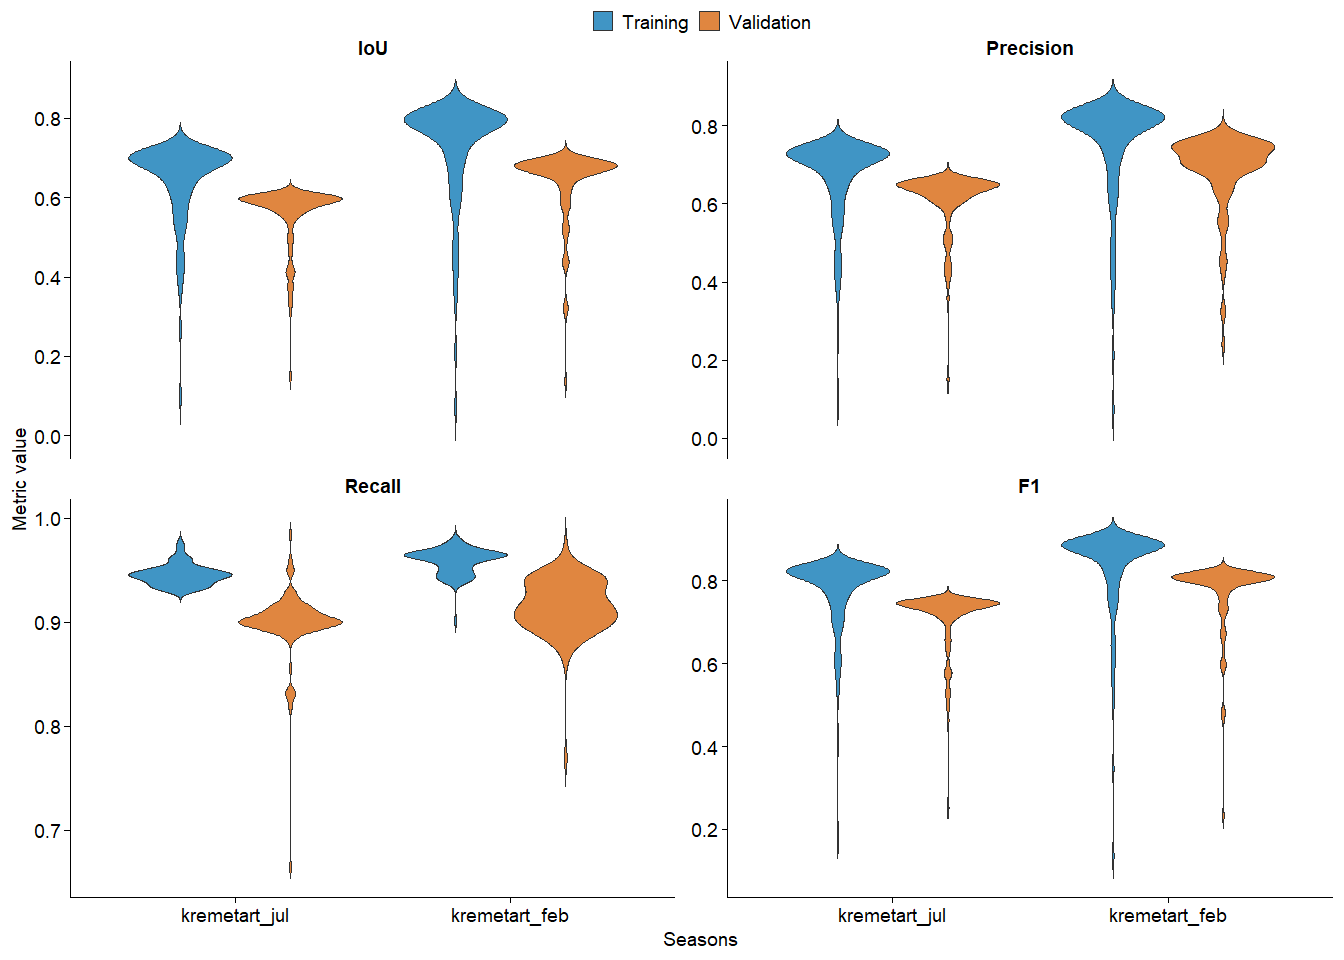 Training Validation
IoU
Precision
0.8
0.6
0.4
0.2
0.0
0.8
0.6
0.4
0.2
0.0
Metric value
Recall
F1
1.0
0.9
0.8
0.7
0.8
0.6
0.4
0.2
kremetart_jul kremetart_feb
kremetart_jul kremetart_feb
Seasons